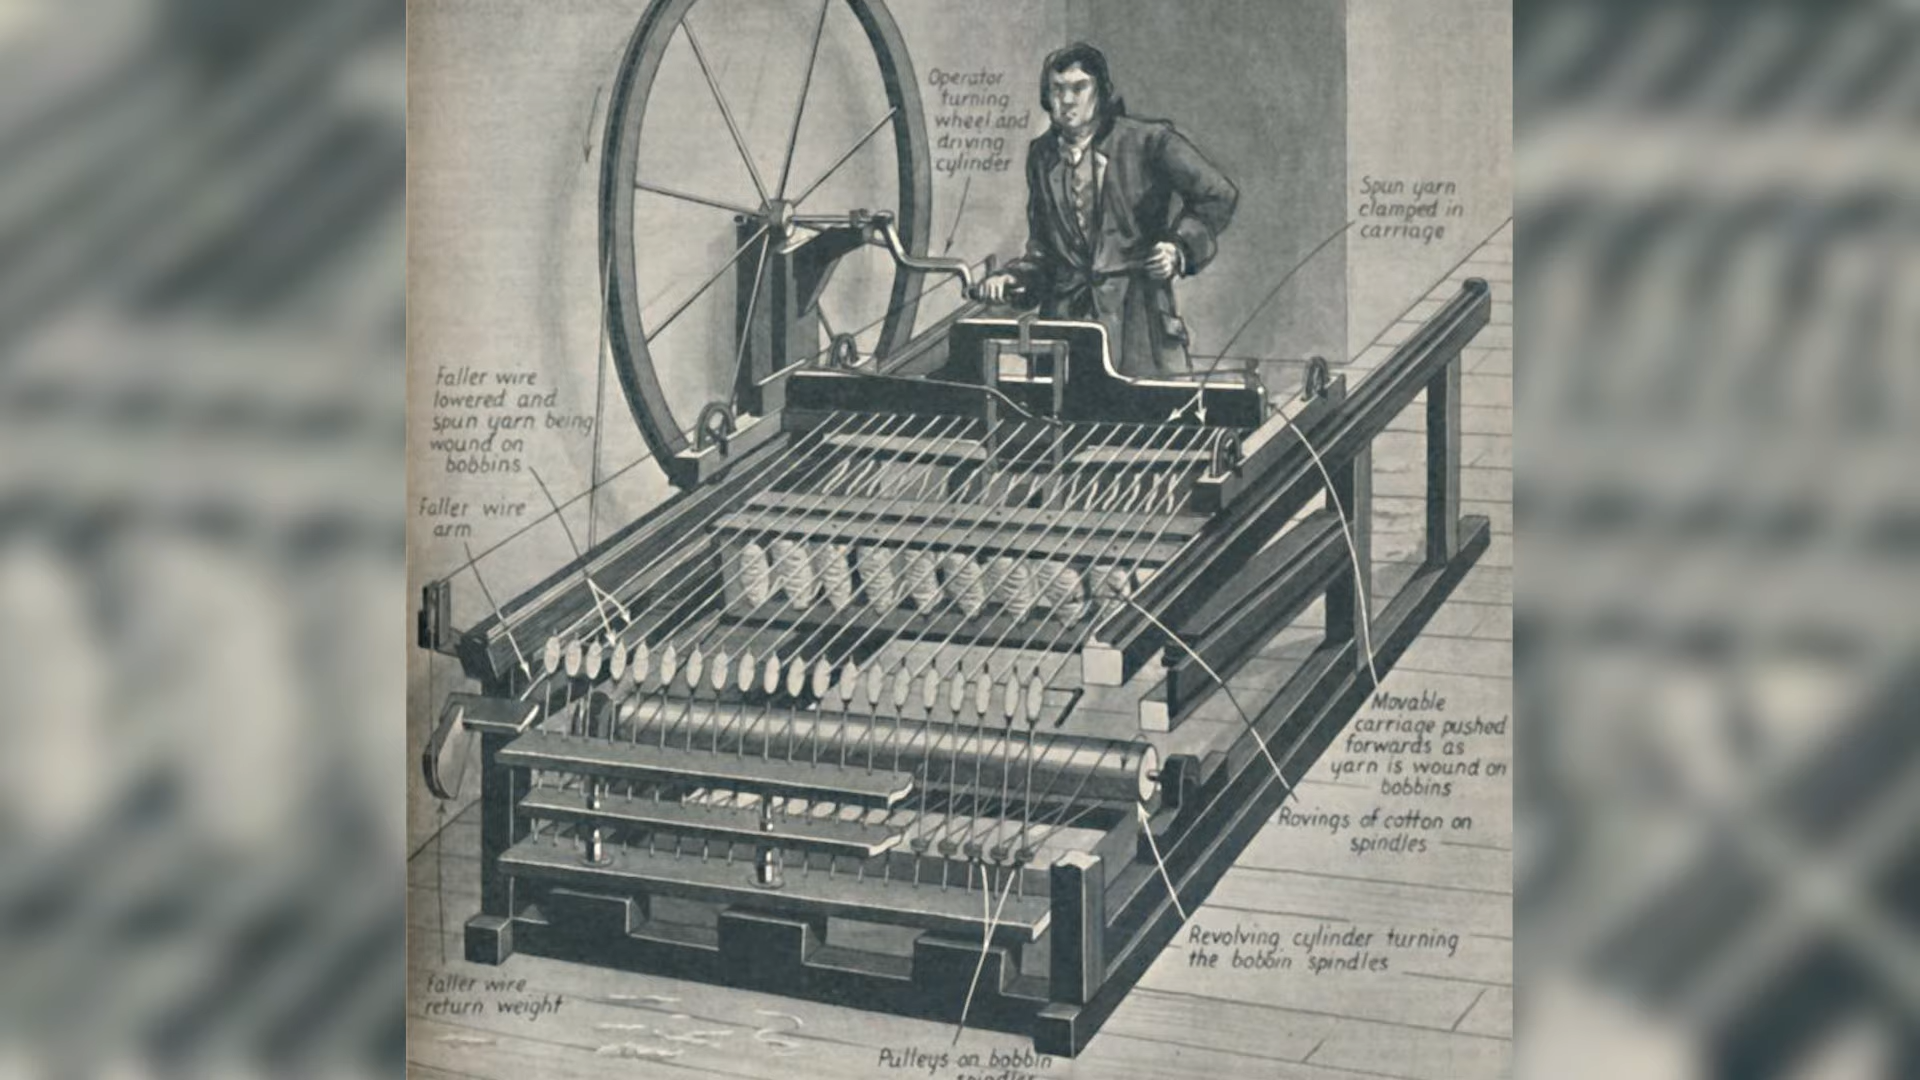 Operator
turning
wheel and
driving
cylinder
Spun yarn
clamped in
carriage
Faller wire
lowered and
spun yarn being
wound on
bobbins
Faller wire
arm
Movable
carriage pushed
forwards as
yarn is wound on
bobbins
Rovings of cotton on
spindles
Revolving cylinder turning
the bobbin spindles
Faller wire
return weight
Pulleys on bobbin
spindles